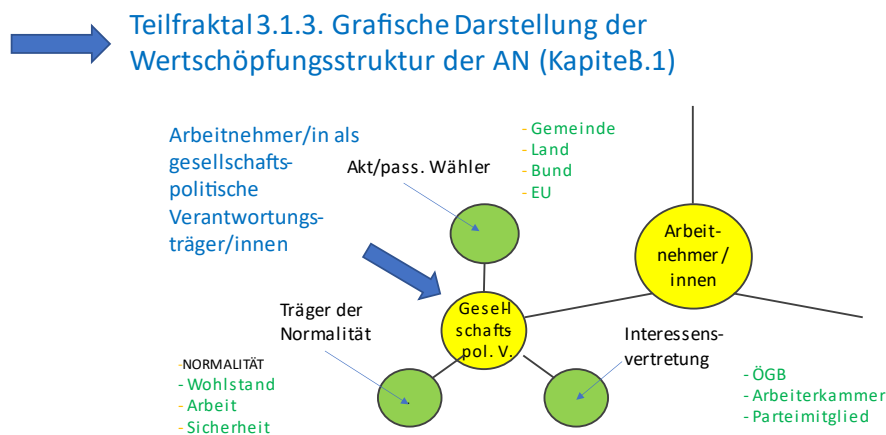 Teilfraktal 3.1.3. Grafische Darstellung der
Wertschöpfungsstruktur der AN (Kapitel3.1)
Arbeitnehmer/in als
gesellschafts-
politische
Verantwortungs-
träger/innen
Akt/pass. Wähler
- Gemeinde
- Land
- Bund
- EU
Arbeit-
nehmer/
innen
Gesell-
schafts-
pol. V.
Träger der
Normalität
-NORMALITÄT
- Wohlstand
- Arbeit
- Sicherheit
Interessens-
vertretung
- ÖGB
- Arbeiterkammer
- Parteimitglied